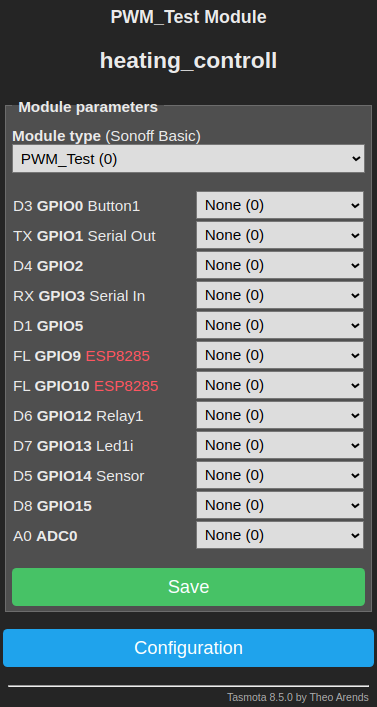 PWM_Test Module
heating_controll
Module parameters
Module type (Sonoff Basic)
PWM_Test (0)
D3 GPIO0 Button1 None (0)
TX GPIO1 Serial Out None (0)
D4 GPIO2 None (0)
RX GPIO3 Serial In None (0)
D1 GPIO5 None (0)
FL GPIO9 ESP8285 None (0)
FL GPIO10 ESP8285 None (0)
D6 GPIO12 Relay1 None (0)
D7 GPIO13 Led1i None (0)
D5 GPIO14 Sensor None (0)
D8 GPIO15 None (0)
A0 ADC0 None (0)
Save
Configuration
Tasmota 8.5.0 by Theo Arends